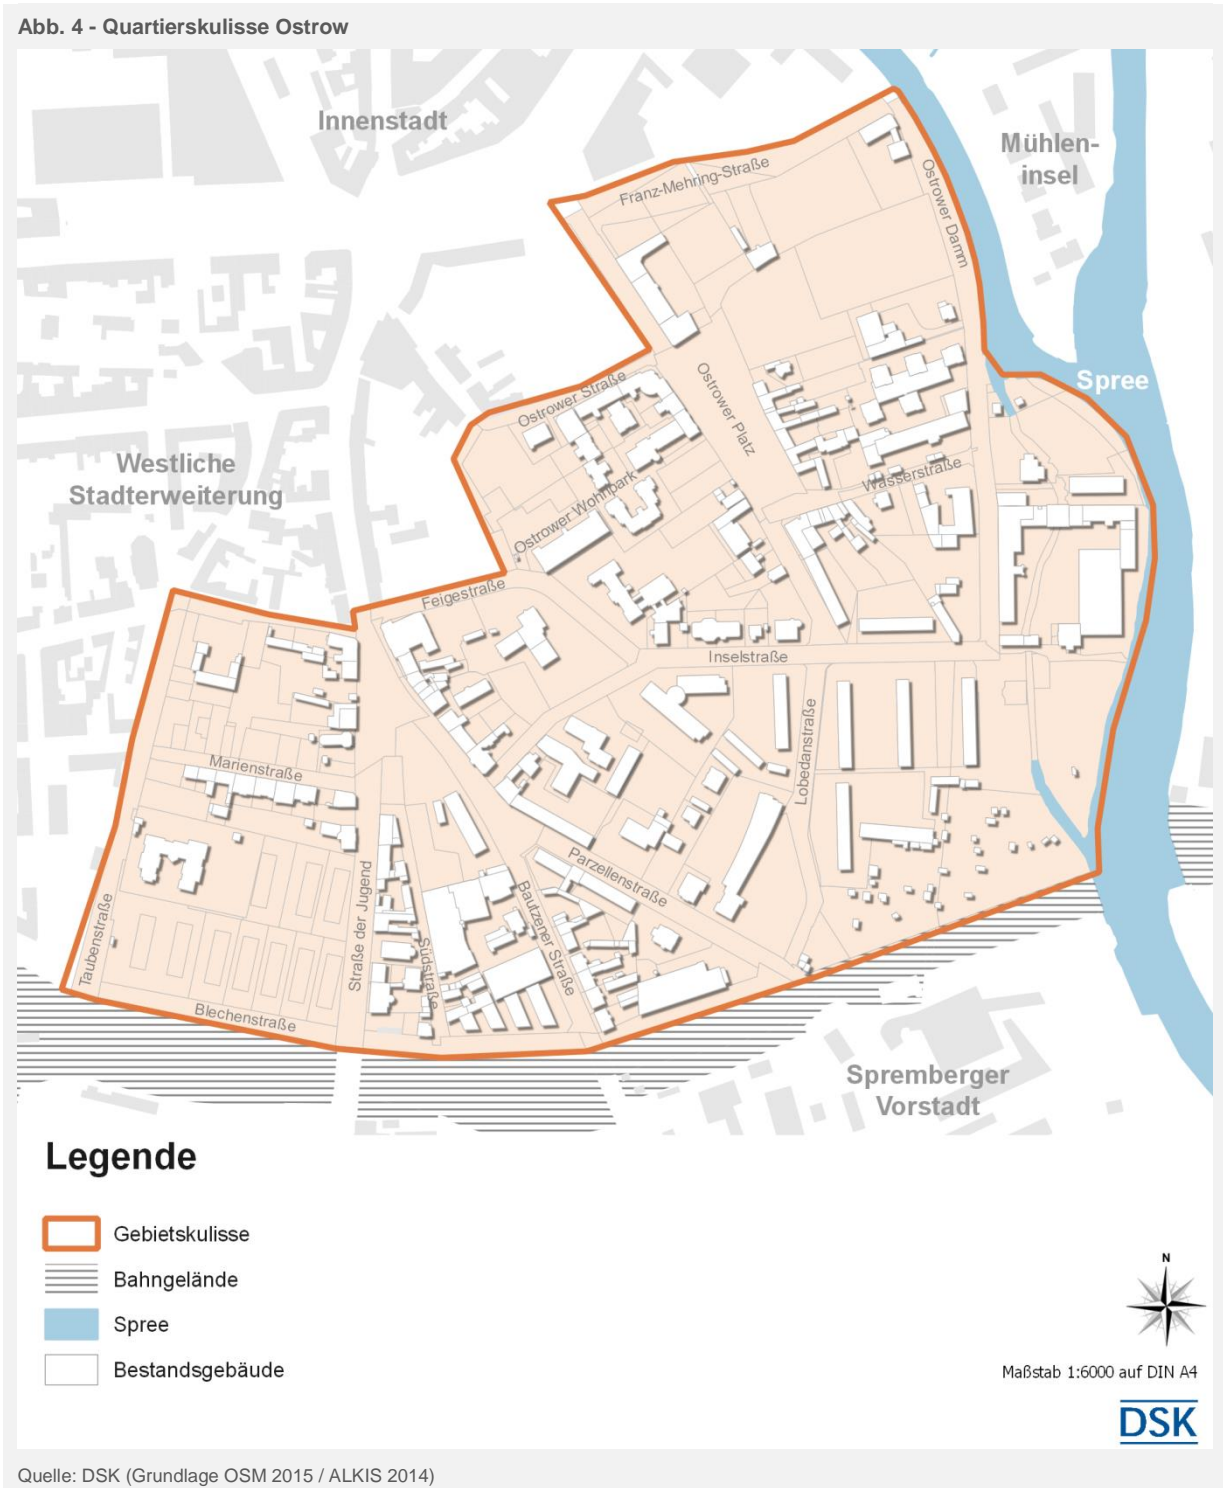 Abb. 4 - Quartierskulisse Ostrow
Innenstadt
Mühlen-
insel
Franz-Mehring-Straße
Ostrower Damm
Spree
Ostrower Straße
Ostrower Platz
Westliche
Stadterweiterung
Wasserstraße
Ostrower Wohnpark
Feigestraße
Inselstraße
Lobedanstraße
Marienstraße
Parzellenstraße
Straße der Jugend
Bautzener Straße
Südstraße
Taubenstraße
Blechenstraße
Spremberger
Vorstadt
Legende
Gebietskulisse
Bahngelände
Spree
Bestandsgebäude
N
Maßstab 1:6000 auf DIN A4
DSK
Quelle: DSK (Grundlage OSM 2015 / ALKIS 2014)